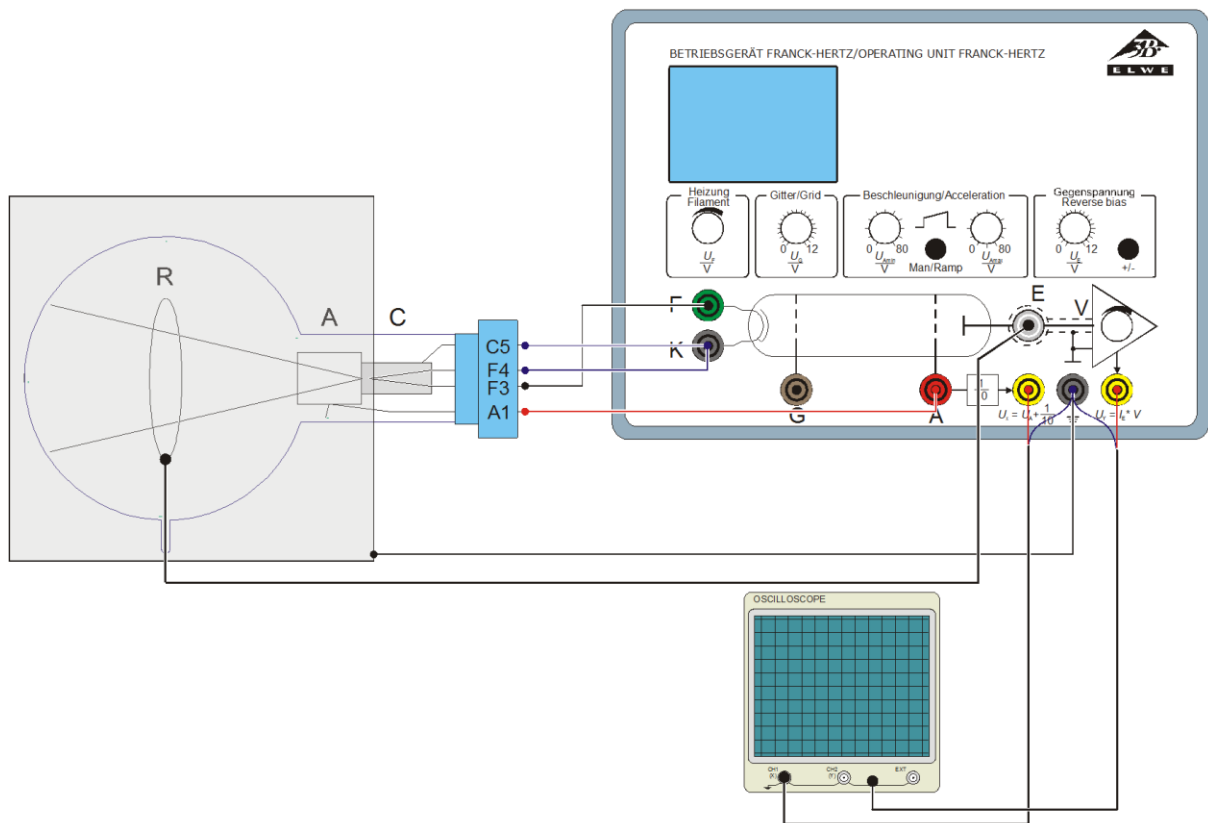 3B
ELWE
BETRIEBSGERÄT FRANCK-HERTZ/OPERATING UNIT FRANCK-HERTZ
Heizung
Filament
U_F
V
Gitter/Grid
0 12
U_G
V
Beschleunigung/Acceleration
0 80
V
Man/Ramp
0 80
V
Gegenspannung
Reverse bias
0 12
U_E
V
+/-
R
A
C
C5
F4
F3
A1
F
K
G
A
E
V
1
10
U_x = U_A * 1/10
U_y = I_E * V
OSCILLOSCOPE
CH1
(X)
CH2
(Y)
EXT